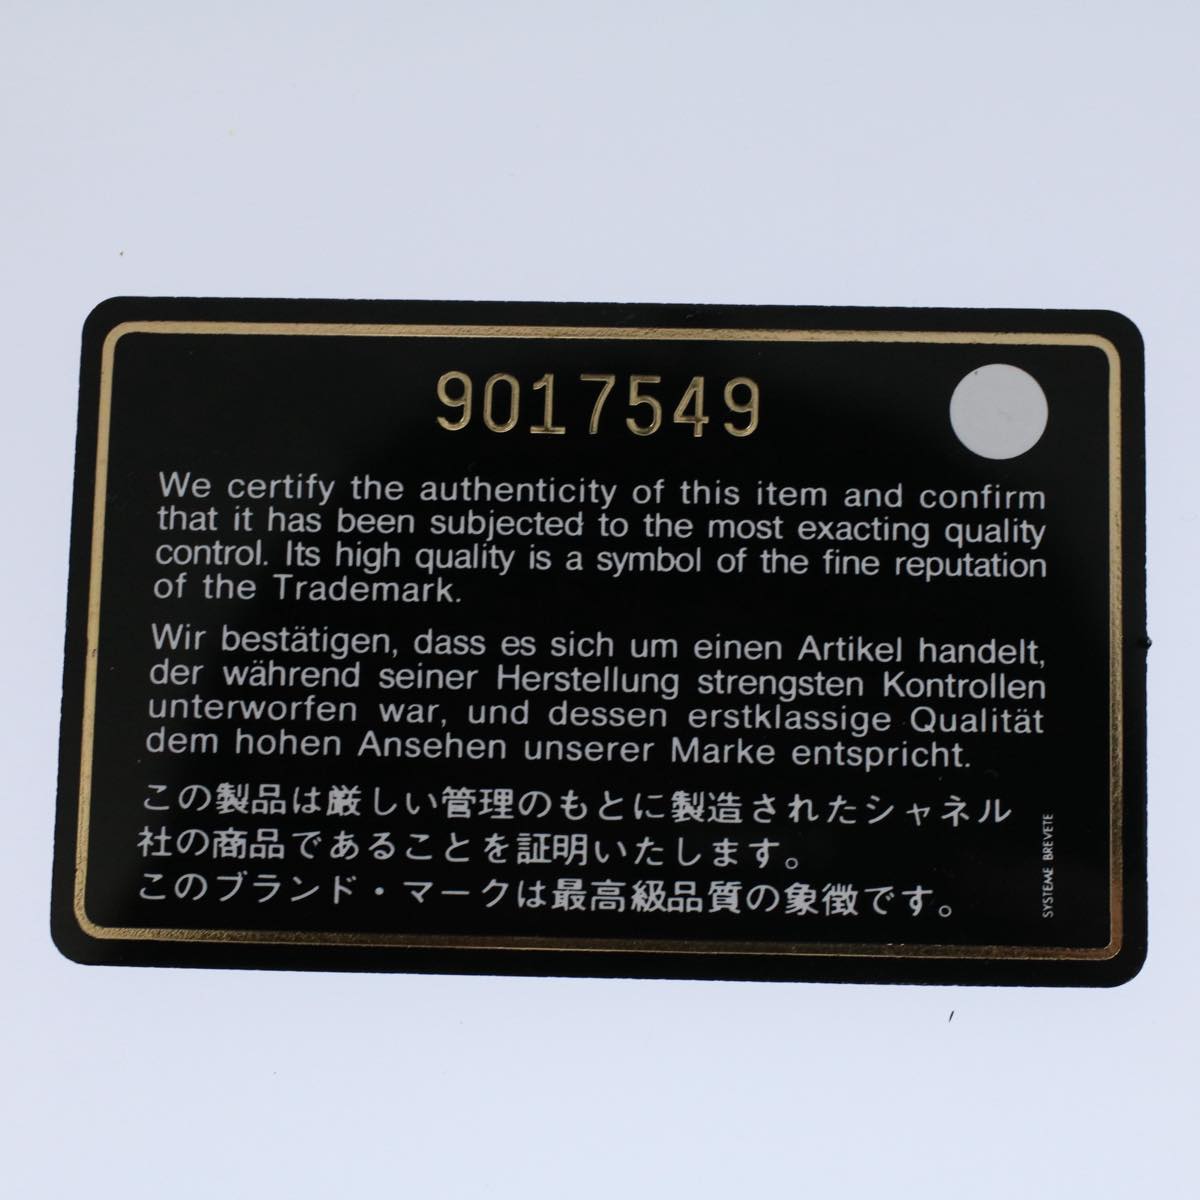 9017549
We certify the authenticity of this item and confirm
that it has been subjected to the most exacting quality
control. Its high quality is a symbol of the fine reputation
of the Trademark.
Wir bestätigen, dass es sich um einen Artikel handelt,
der während seiner Herstellung strengsten Kontrollen
unterworfen war, und dessen erstklassige Qualität
dem hohen Ansehen unserer Marke entspricht.
この製品は厳しい管理のもとに製造されたシャネル
社の商品であることを証明いたします。
このブランド・マークは最高級品質の象徴です。
SYSTEME BREVETE